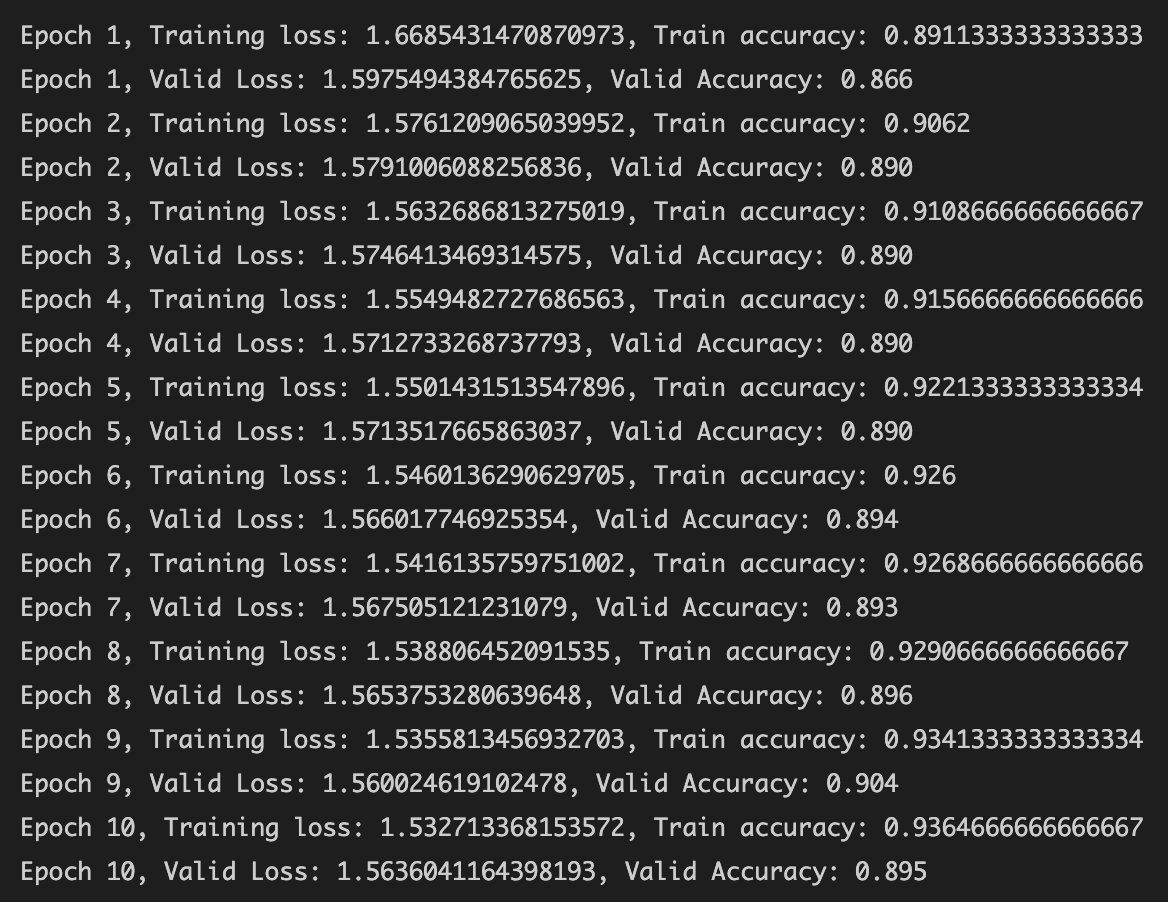 Epoch 1, Training loss: 1.6685431470870973, Train accuracy: 0.8911333333333333
Epoch 1, Valid Loss: 1.5975494384765625, Valid Accuracy: 0.866
Epoch 2, Training loss: 1.5761209065039952, Train accuracy: 0.9062
Epoch 2, Valid Loss: 1.5791006088256836, Valid Accuracy: 0.890
Epoch 3, Training loss: 1.5632686813275019, Train accuracy: 0.9108666666666667
Epoch 3, Valid Loss: 1.5746413469314575, Valid Accuracy: 0.890
Epoch 4, Training loss: 1.5549482727686563, Train accuracy: 0.9156666666666666
Epoch 4, Valid Loss: 1.5712733268737793, Valid Accuracy: 0.890
Epoch 5, Training loss: 1.5501431513547896, Train accuracy: 0.9221333333333334
Epoch 5, Valid Loss: 1.5713517665863037, Valid Accuracy: 0.890
Epoch 6, Training loss: 1.5460136290629705, Train accuracy: 0.926
Epoch 6, Valid Loss: 1.566017746925354, Valid Accuracy: 0.894
Epoch 7, Training loss: 1.5416135759751002, Train accuracy: 0.9268666666666666
Epoch 7, Valid Loss: 1.567505121231079, Valid Accuracy: 0.893
Epoch 8, Training loss: 1.538806452091535, Train accuracy: 0.9290666666666667
Epoch 8, Valid Loss: 1.5653753280639648, Valid Accuracy: 0.896
Epoch 9, Training loss: 1.5355813456932703, Train accuracy: 0.9341333333333334
Epoch 9, Valid Loss: 1.560024619102478, Valid Accuracy: 0.904
Epoch 10, Training loss: 1.532713368153572, Train accuracy: 0.9364666666666667
Epoch 10, Valid Loss: 1.5636041164398193, Valid Accuracy: 0.895